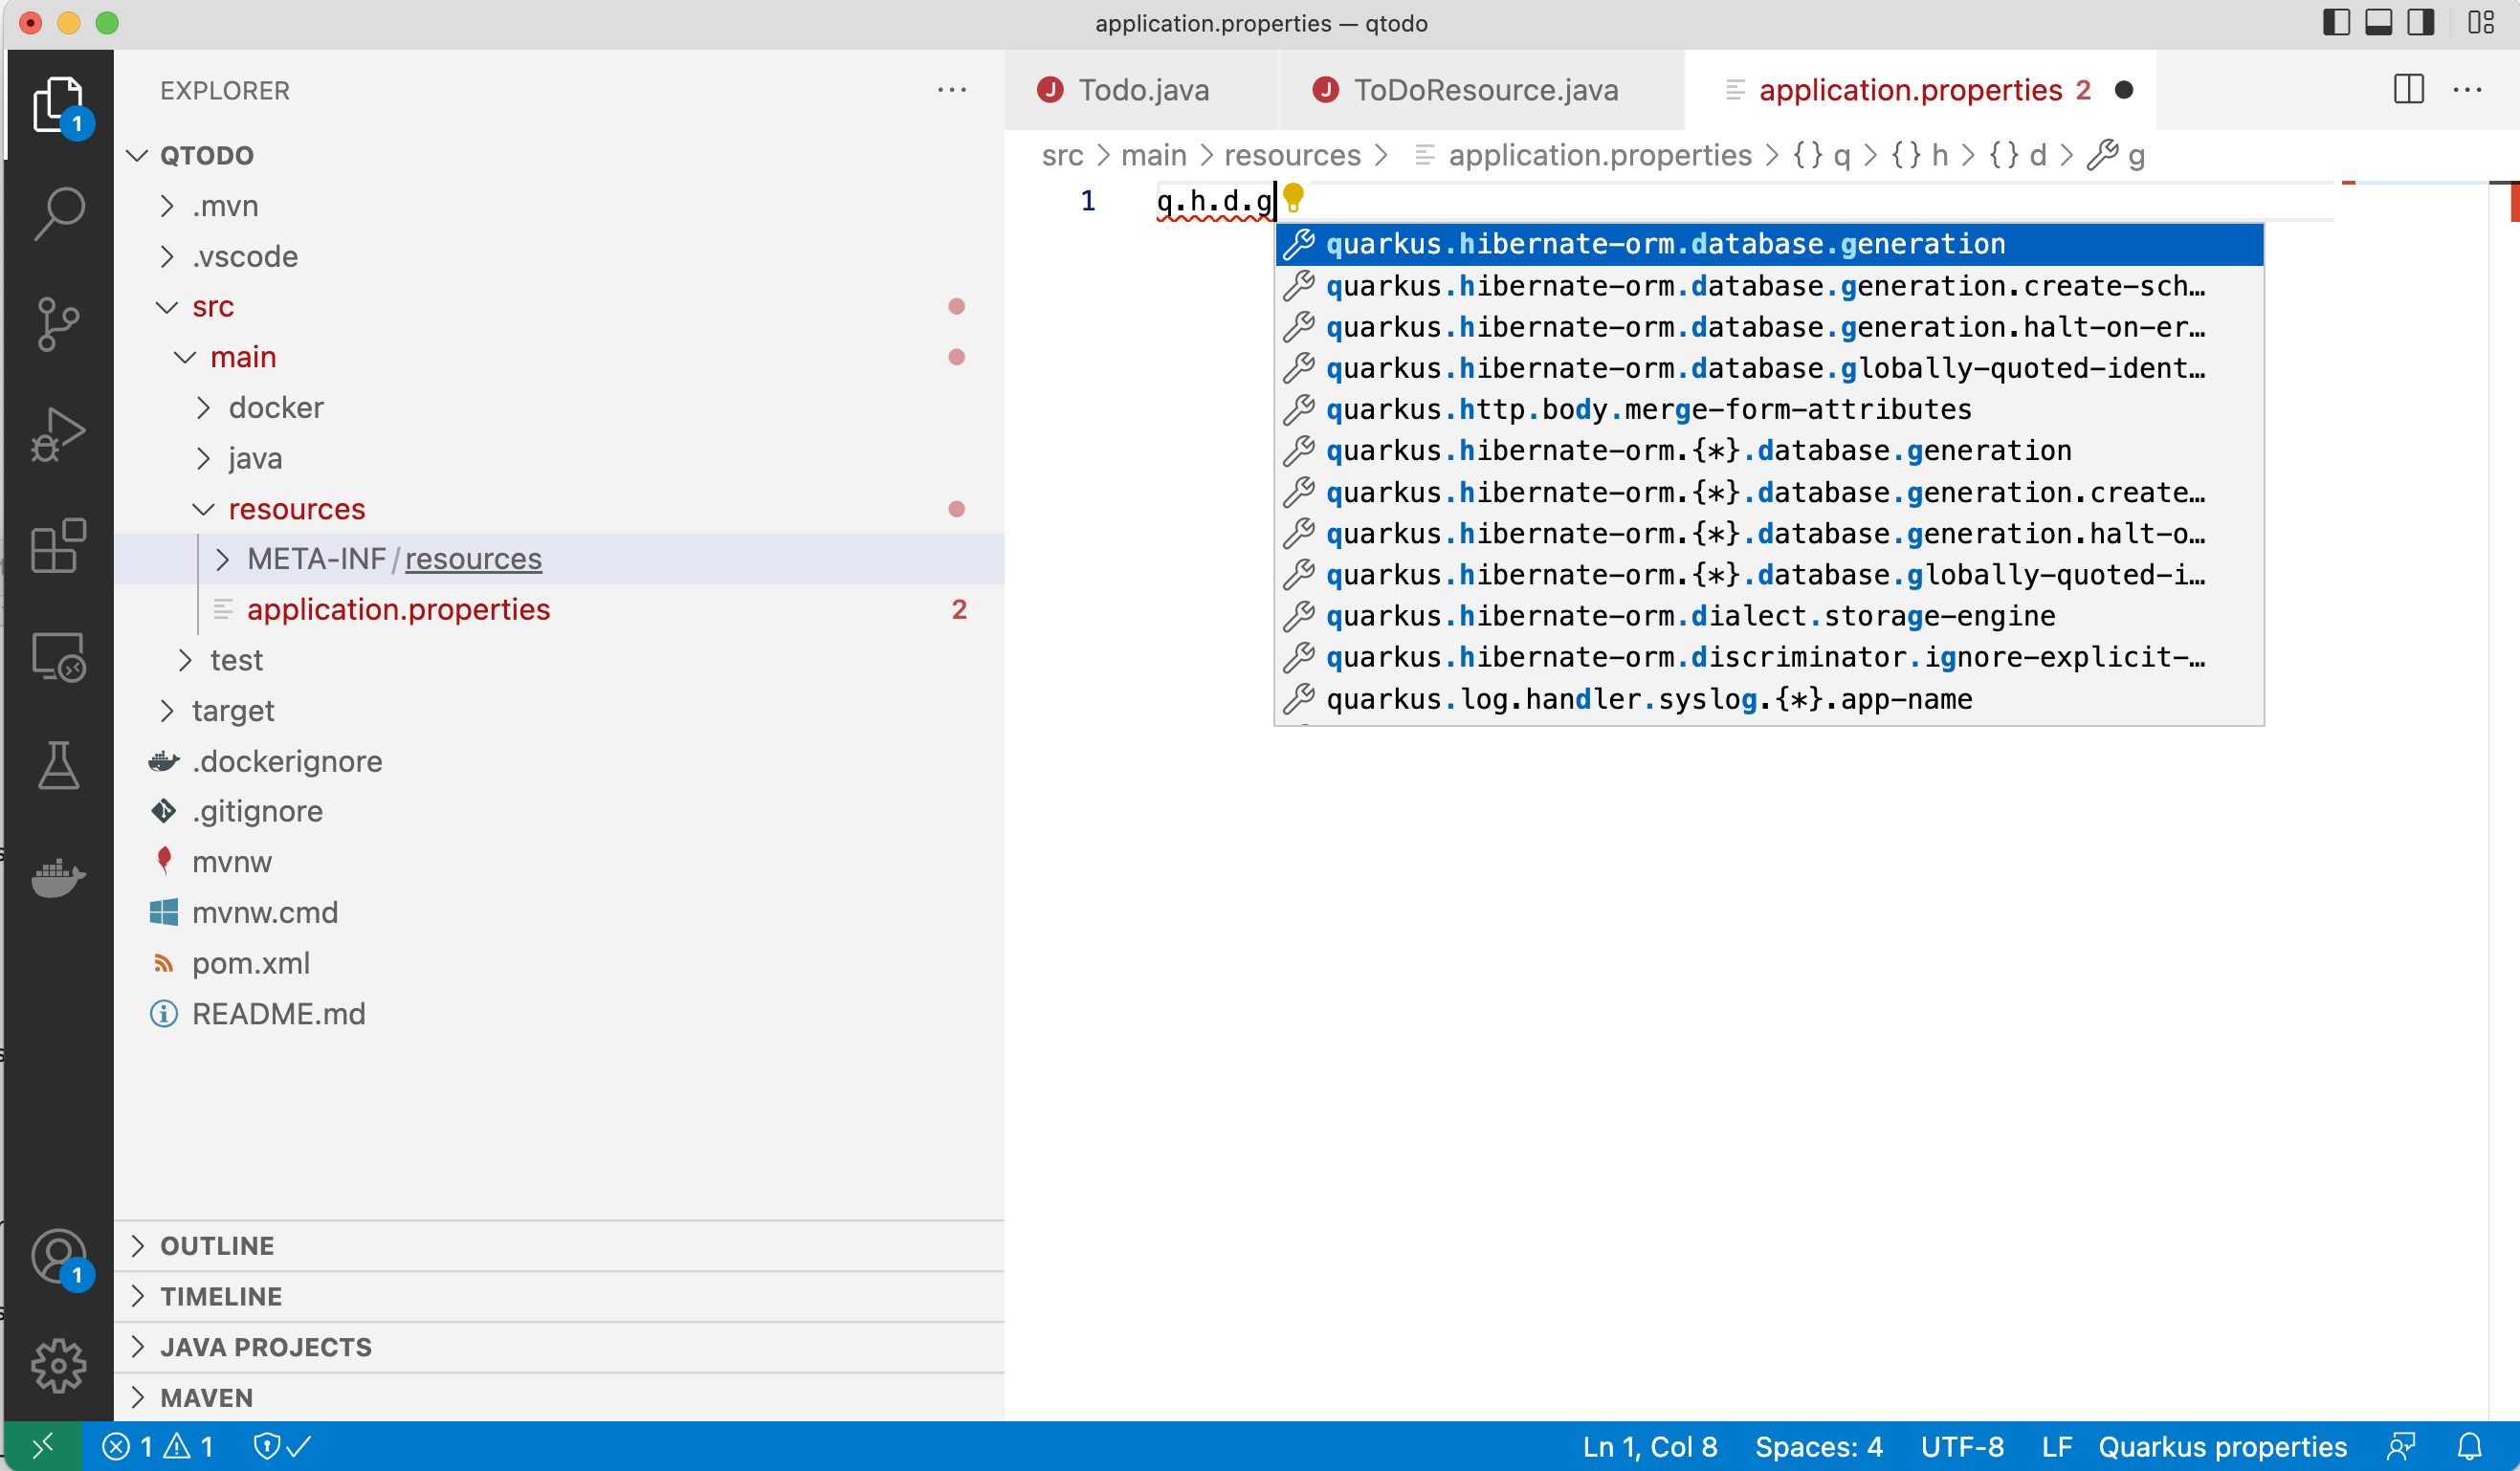 application.properties — qtodo
EXPLORER
Todo.java
ToDoResource.java
application.properties 2
1
QTODO
src > main > resources > application.properties > {} q > {} h > {} d > g
.mvn
1 q.h.d.g
.vscode
quarkus.hibernate-orm.database.generation
src
quarkus.hibernate-orm.database.generation.create-sch…
quarkus.hibernate-orm.database.generation.halt-on-er…
main
quarkus.hibernate-orm.database.globally-quoted-ident…
docker
quarkus.http.body.merge-form-attributes
java
quarkus.hibernate-orm.{*}.database.generation
resources
quarkus.hibernate-orm.{*}.database.generation.create…
quarkus.hibernate-orm.{*}.database.generation.halt-o…
META-INF/resources
quarkus.hibernate-orm.{*}.database.globally-quoted-i…
application.properties 2
quarkus.hibernate-orm.dialect.storage-engine
test
quarkus.hibernate-orm.discriminator.ignore-explicit-…
target
quarkus.log.handler.syslog.{*}.app-name
.dockerignore
.gitignore
mvnw
mvnw.cmd
pom.xml
README.md
OUTLINE
1
TIMELINE
JAVA PROJECTS
MAVEN
1 1
Ln 1, Col 8
Spaces: 4
UTF-8
LF
Quarkus properties